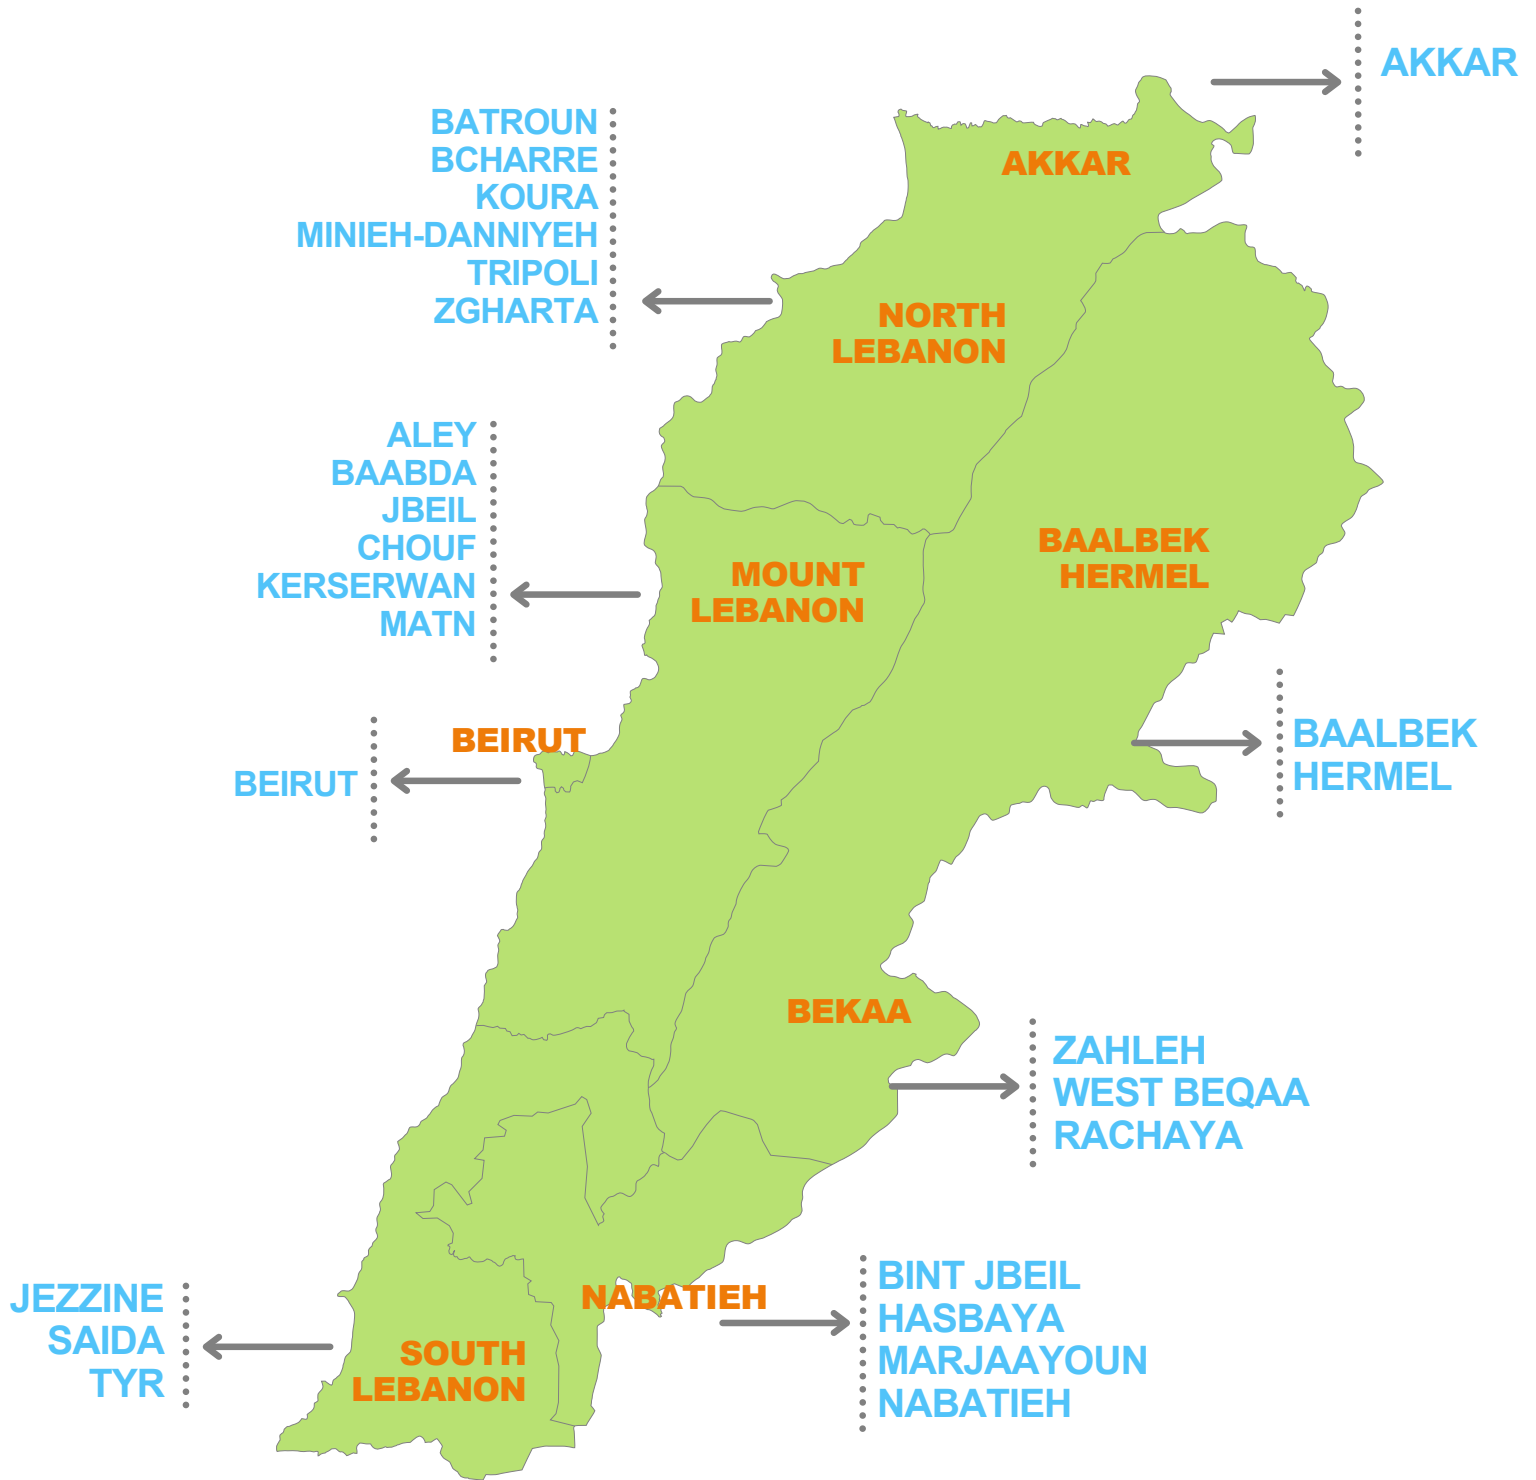 AKKAR
BATROUN
BCHARRE
KOURA
MINIEH-DANNIYEH
TRIPOLI
ZGHARTA
AKKAR
NORTH
LEBANON
ALEY
BAABDA
JBEIL
CHOUF
KERSERWAN
MATN
MOUNT
LEBANON
BAALBEK
HERMEL
BEIRUT
BEIRUT
BAALBEK
HERMEL
BEKAA
ZAHLEH
WEST BEQAA
RACHAYA
JEZZINE
SAIDA
TYR
SOUTH
LEBANON
NABATIEH
BINT JBEIL
HASBAYA
MARJAAYOUN
NABATIEH